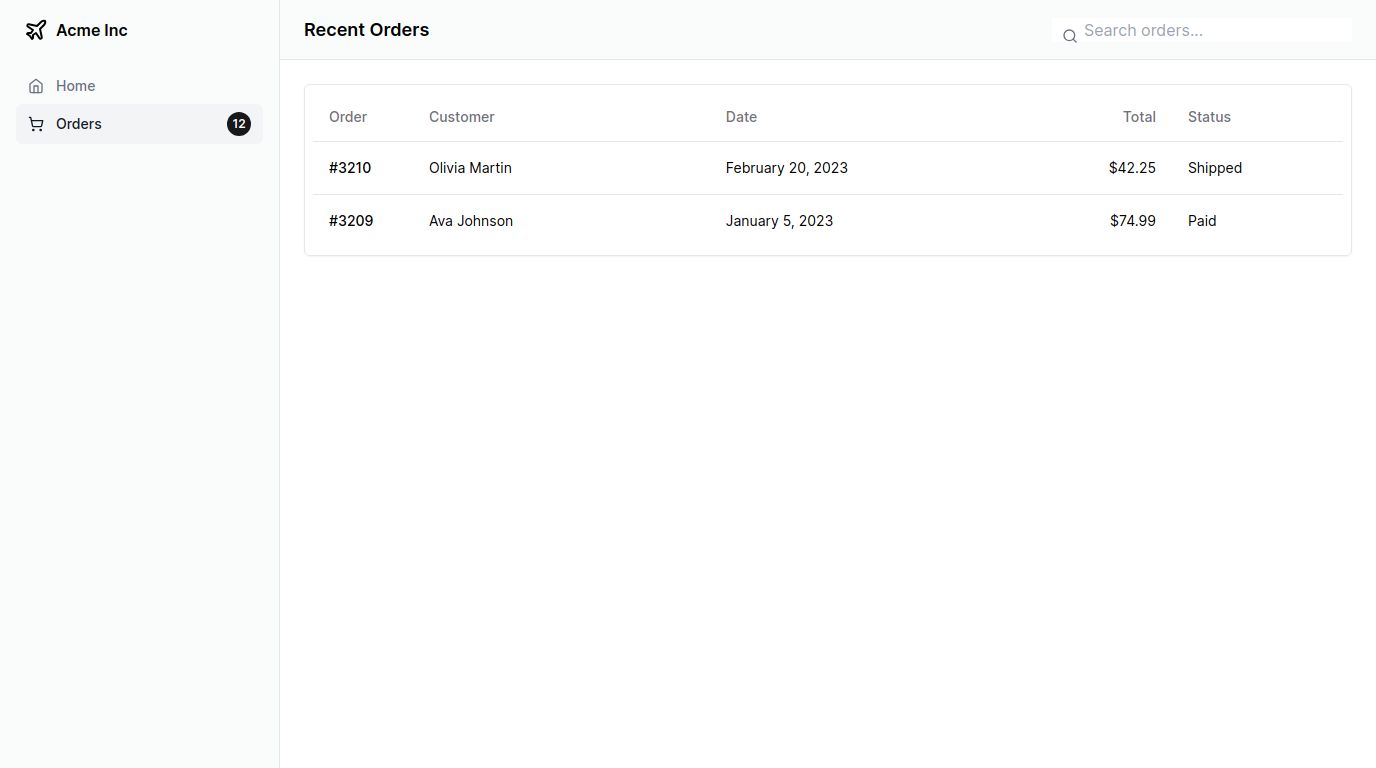 Acme Inc
Home
Orders 12
Recent Orders
Search orders...
Order Customer Date Total Status
#3210 Olivia Martin February 20, 2023 $42.25 Shipped
#3209 Ava Johnson January 5, 2023 $74.99 Paid